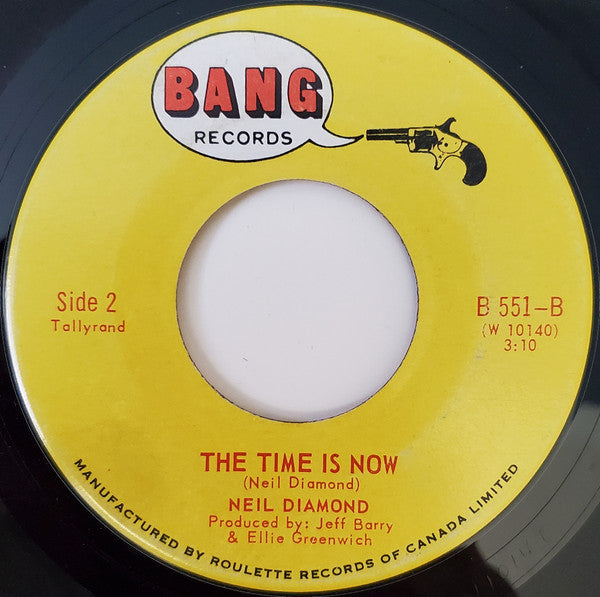 BANG
RECORDS
Side 2
Tallyrand
B 551-B
(W 10140)
3:10
THE TIME IS NOW
(Neil Diamond)
NEIL DIAMOND
Produced by: Jeff Barry
& Ellie Greenwich
MANUFACTURED BY ROULETTE RECORDS OF CANADA LIMITED